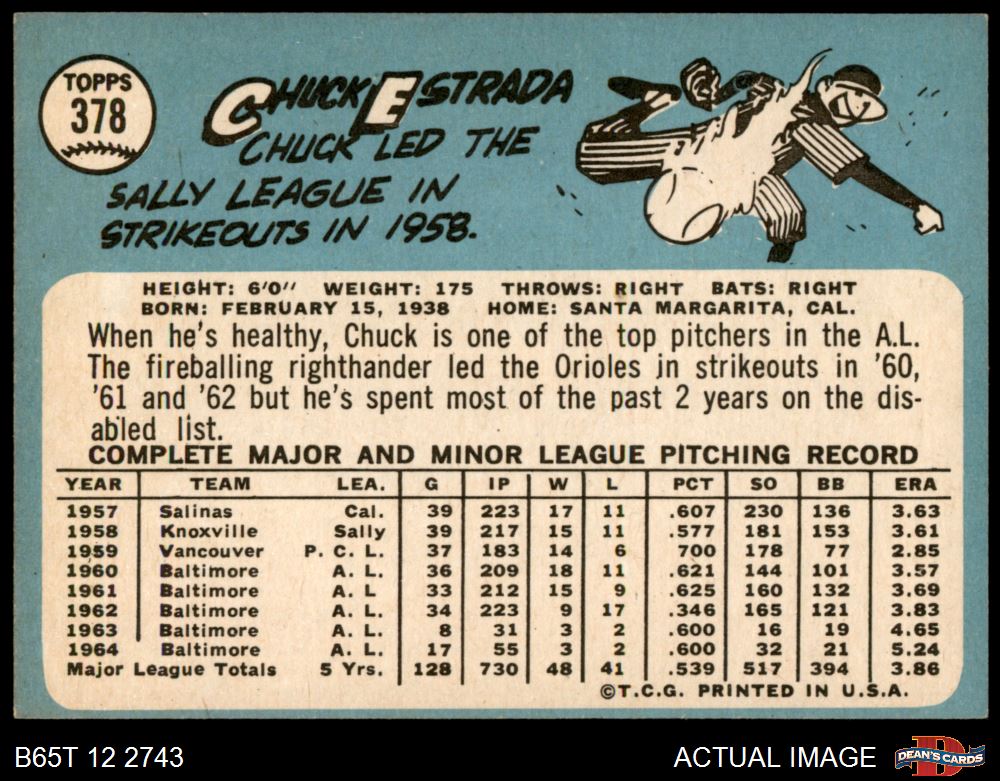 TOPPS
378
CHUCK ESTRADA
CHUCK LED THE
SALLY LEAGUE IN
STRIKEOUTS IN 1958.
HEIGHT: 6'0" WEIGHT: 175 THROWS: RIGHT BATS: RIGHT
BORN: FEBRUARY 15, 1938 HOME: SANTA MARGARITA, CAL.
When he's healthy, Chuck is one of the top pitchers in the A.L.
The fireballing righthander led the Orioles in strikeouts in '60,
'61 and '62 but he's spent most of the past 2 years on the dis-
abled list.
COMPLETE MAJOR AND MINOR LEAGUE PITCHING RECORD
YEAR TEAM LEA. G IP W L PCT SO BB ERA
1957 Salinas Cal. 39 223 17 11 .607 230 136 3.63
1958 Knoxville Sally 39 217 15 11 .577 181 153 3.61
1959 Vancouver P. C. L. 37 183 14 6 700 178 77 2.85
1960 Baltimore A. L. 36 209 18 11 .621 144 101 3.57
1961 Baltimore A. L 33 212 15 9 .625 160 132 3.69
1962 Baltimore A. L. 34 223 9 17 .346 165 121 3.83
1963 Baltimore A. L. 8 31 3 2 .600 16 19 4.65
1964 Baltimore A. L. 17 55 3 2 .600 32 21 5.24
Major League Totals 5 Yrs. 128 730 48 41 .539 517 394 3.86
©T.C.G. PRINTED IN U.S.A.
B65T 12 2743
ACTUAL IMAGE
D
DEAN'S CARDS